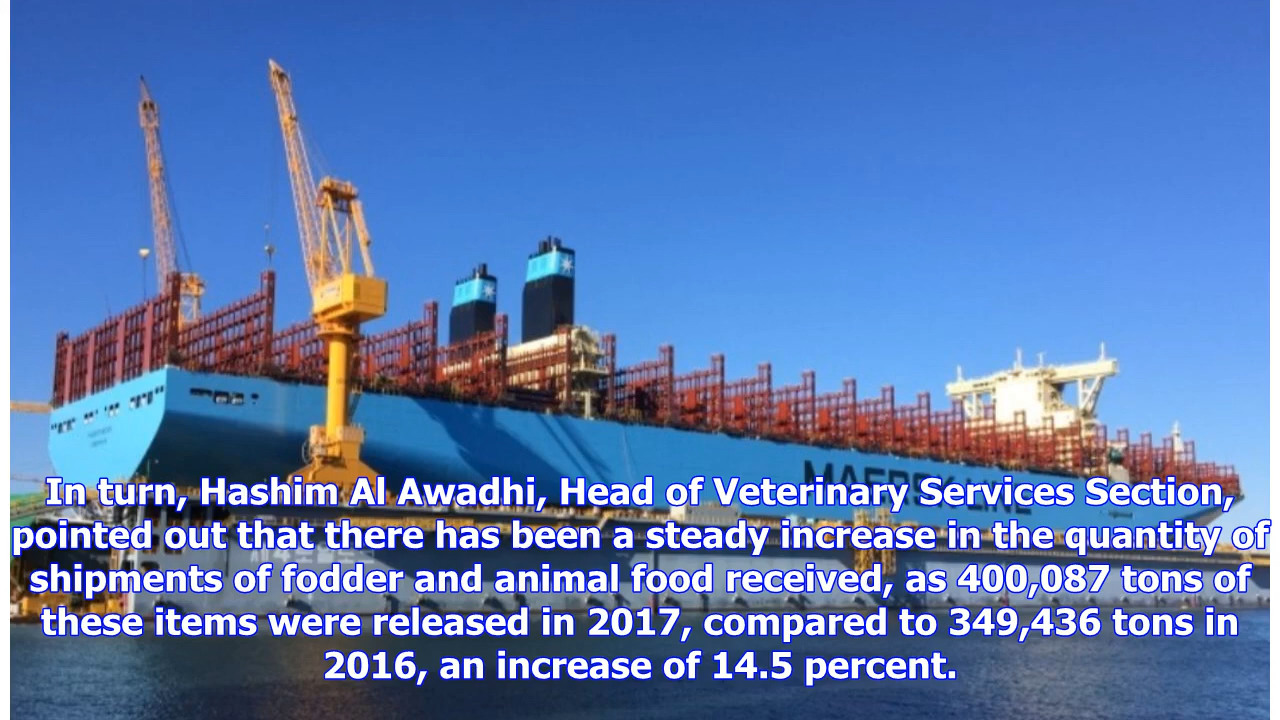 MAERSK LINE
In turn, Hashim Al Awadhi, Head of Veterinary Services Section,
pointed out that there has been a steady increase in the quantity of
shipments of fodder and animal food received, as 400,087 tons of
these items were released in 2017, compared to 349,436 tons in
2016, an increase of 14.5 percent.